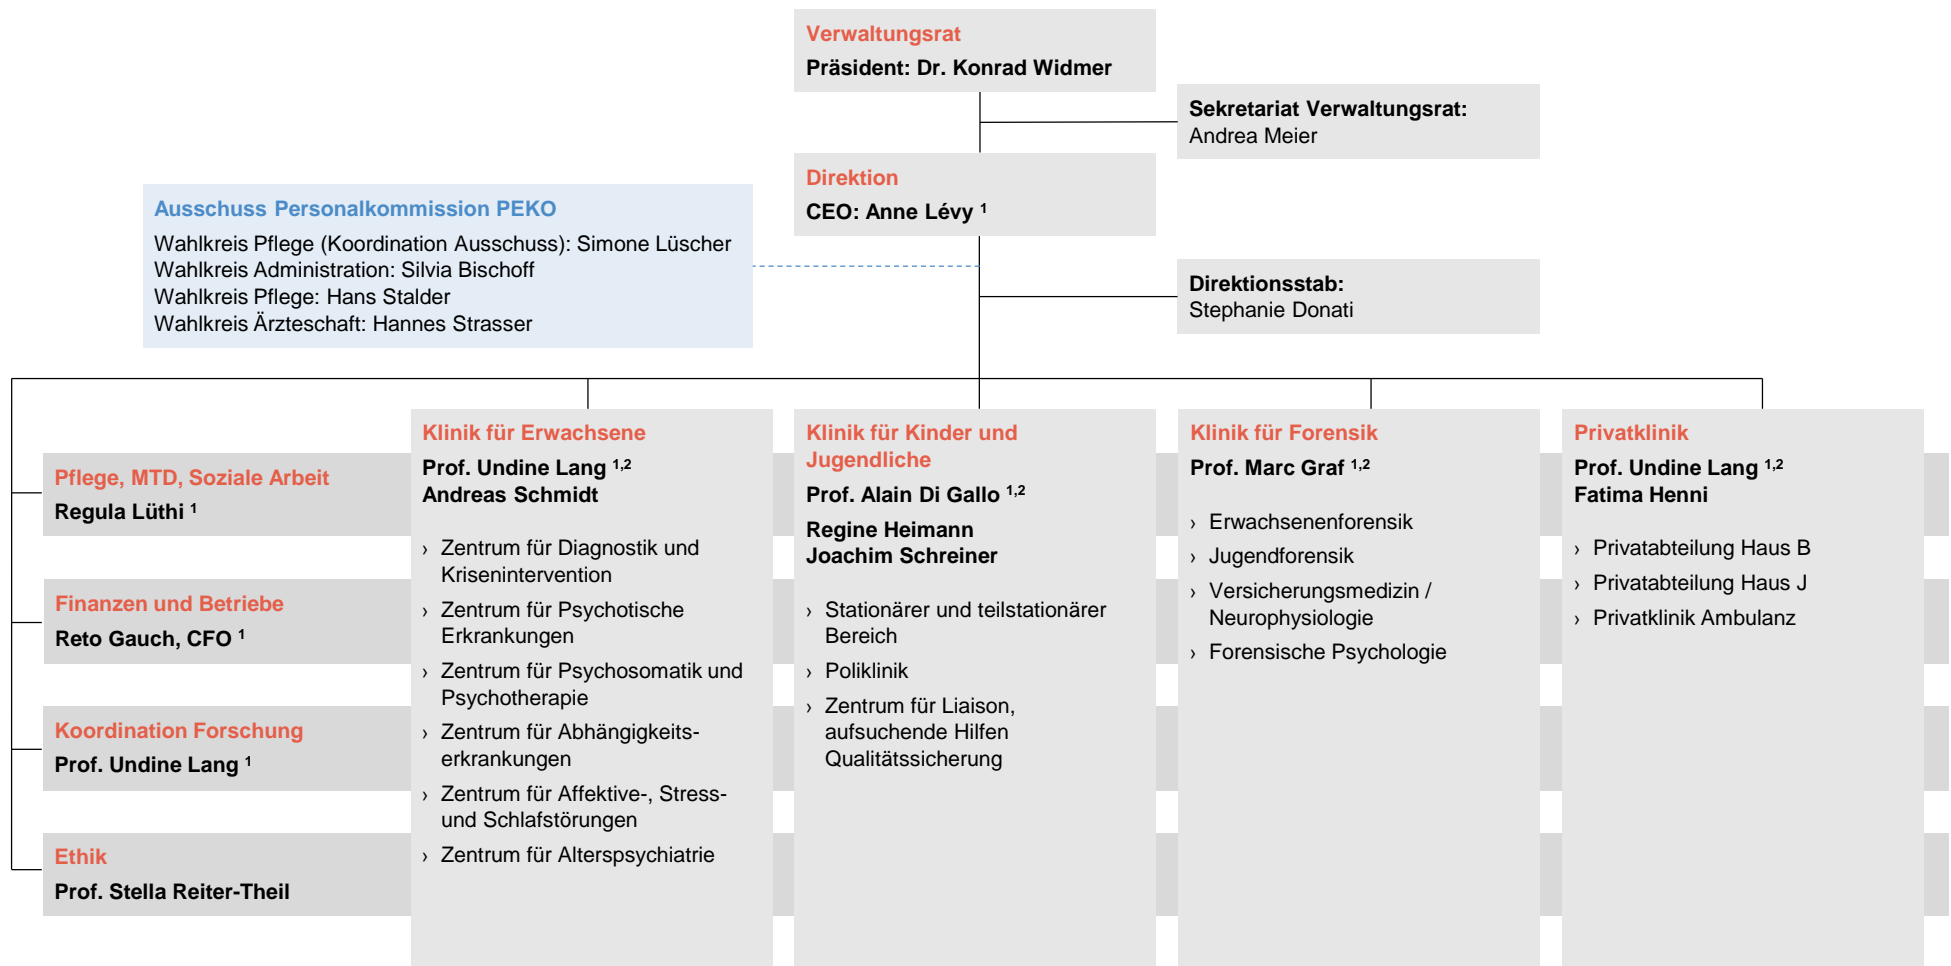 Verwaltungsrat
Präsident: Dr. Konrad Widmer
Sekretariat Verwaltungsrat:
Andrea Meier
Direktion
CEO: Anne Lévy ¹
Ausschuss Personalkommission PEKO
Wahlkreis Pflege (Koordination Ausschuss): Simone Lüscher
Wahlkreis Administration: Silvia Bischoff
Wahlkreis Pflege: Hans Stalder
Wahlkreis Ärzteschaft: Hannes Strasser
Direktionsstab:
Stephanie Donati
Pflege, MTD, Soziale Arbeit
Regula Lüthi ¹
Finanzen und Betriebe
Reto Gauch, CFO ¹
Koordination Forschung
Prof. Undine Lang ¹
Ethik
Prof. Stella Reiter-Theil
Klinik für Erwachsene
Prof. Undine Lang ¹,²
Andreas Schmidt
› Zentrum für Diagnostik und
Krisenintervention
› Zentrum für Psychotische
Erkrankungen
› Zentrum für Psychosomatik und
Psychotherapie
› Zentrum für Abhängigkeits-
erkrankungen
› Zentrum für Affektive-, Stress-
und Schlafstörungen
› Zentrum für Alterspsychiatrie
Klinik für Kinder und
Jugendliche
Prof. Alain Di Gallo ¹,²
Regine Heimann
Joachim Schreiner
› Stationärer und teilstationärer
Bereich
› Poliklinik
› Zentrum für Liaison,
aufsuchende Hilfen
Qualitätssicherung
Klinik für Forensik
Prof. Marc Graf ¹,²
› Erwachsenenforensik
› Jugendforensik
› Versicherungsmedizin /
Neurophysiologie
› Forensische Psychologie
Privatklinik
Prof. Undine Lang ¹,²
Fatima Henni
› Privatabteilung Haus B
› Privatabteilung Haus J
› Privatklinik Ambulanz